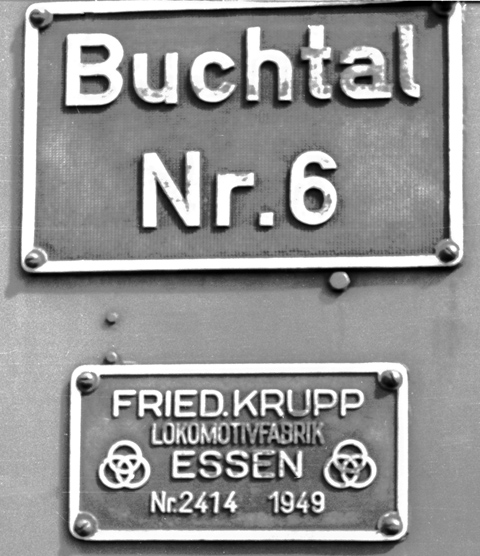 Buchtal
Nr.6
FRIED.KRUPP
LOKOMOTIVFABRIK
ESSEN
Nr.2414 1949